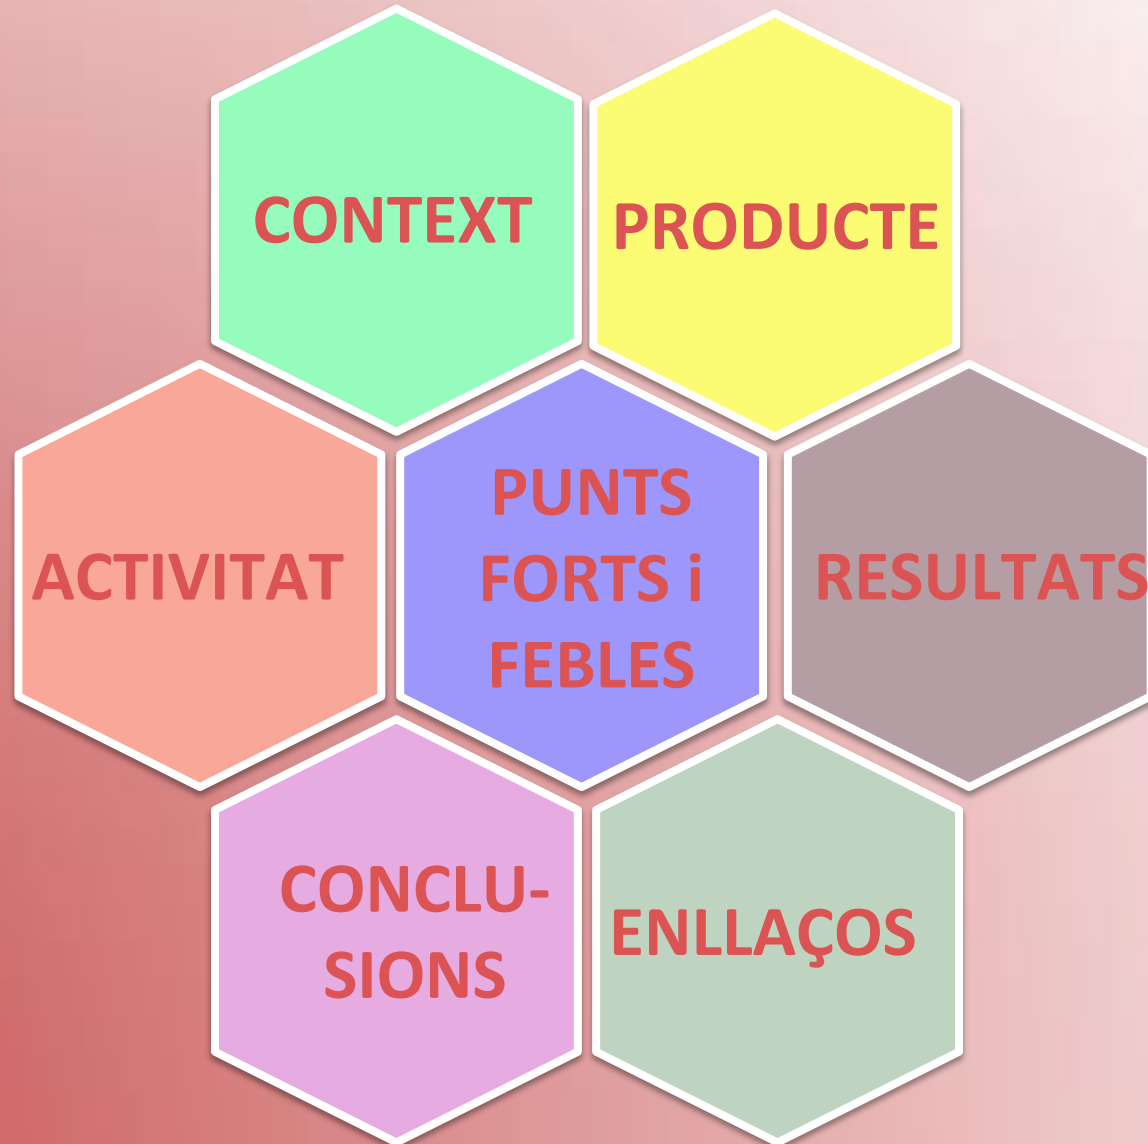 CONTEXT
PRODUCTE
ACTIVITAT
PUNTS
FORTS i
FEBLES
RESULTATS
CONCLU-
SIONS
ENLLAÇOS